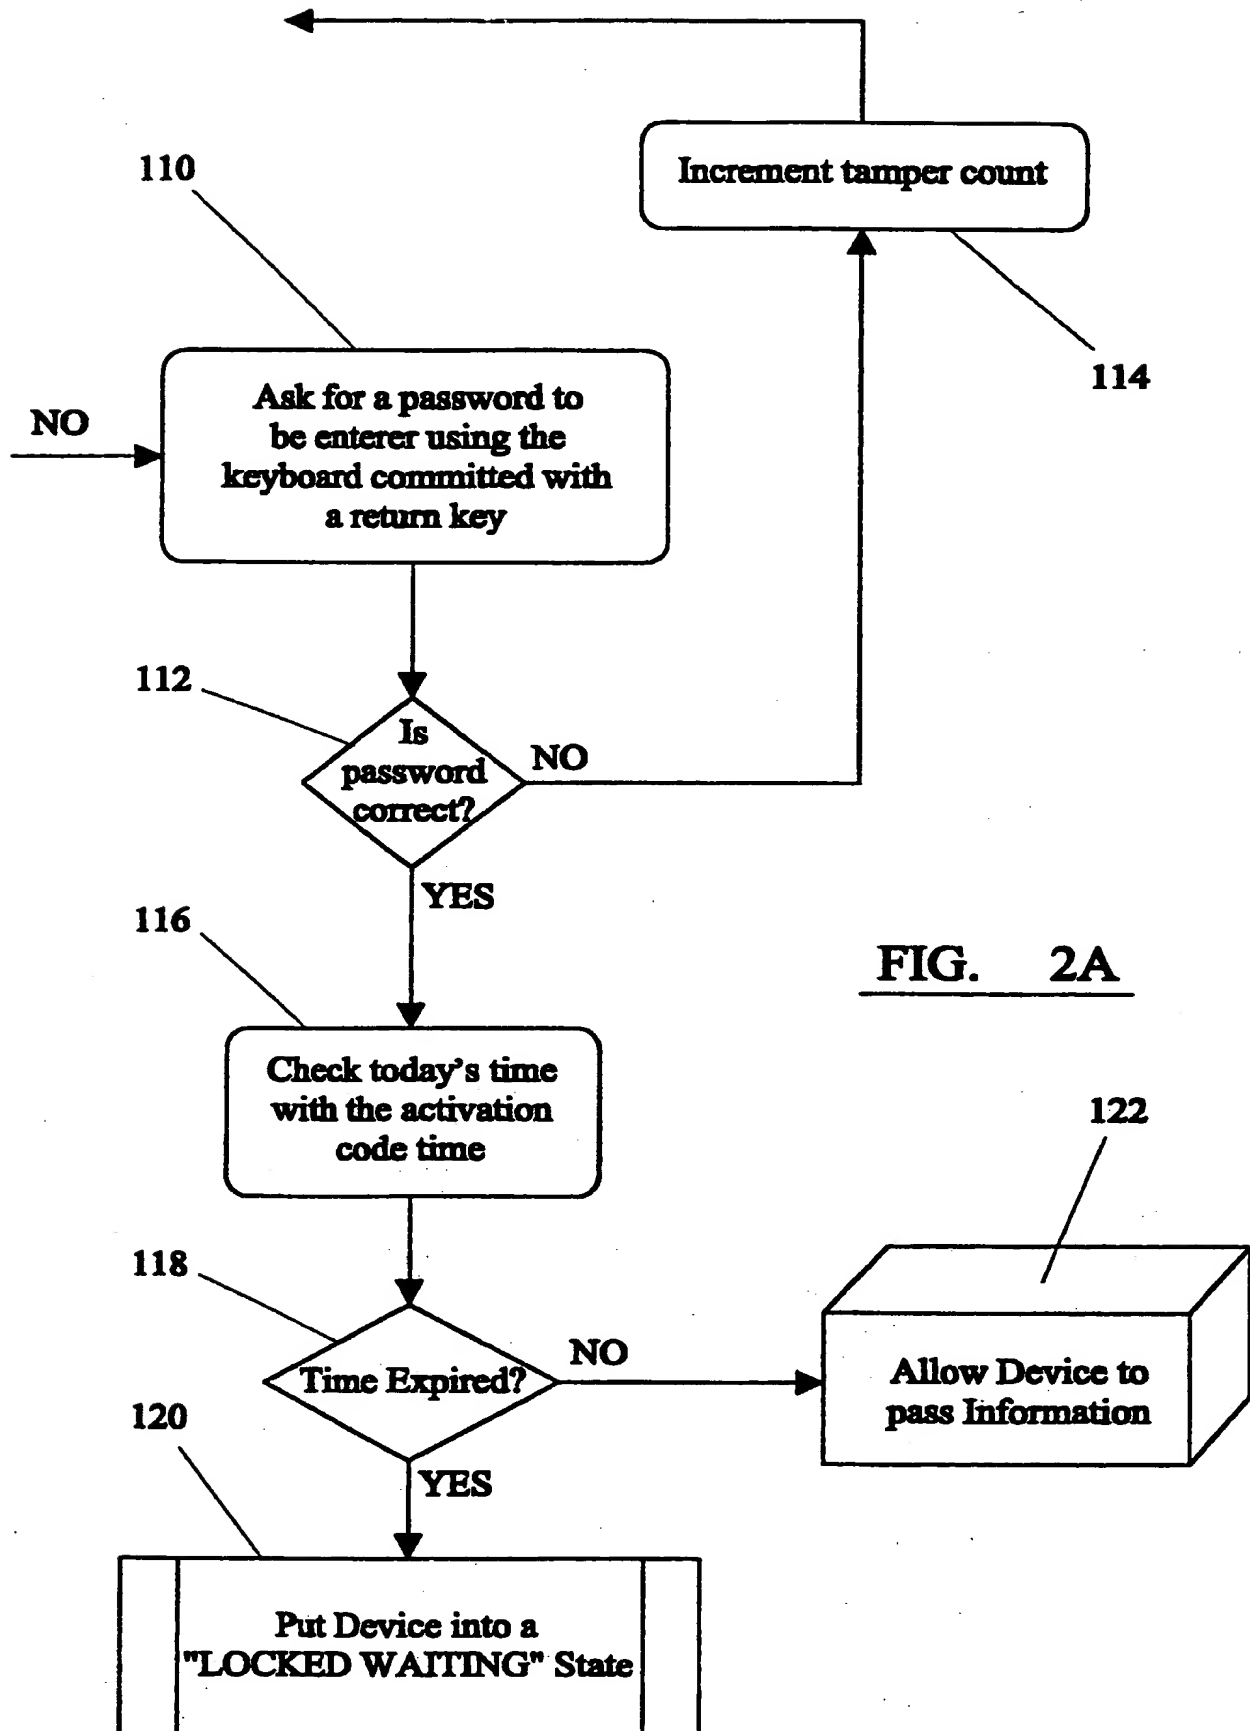 Increment tamper count
110
114
NO
Ask for a password to
be enterer using the
keyboard committed with
a return key
112
Is
password
correct?
NO
YES
116
FIG. 2A
Check today's time
with the activation
code time
122
118
Time Expired?
NO
Allow Device to
pass Information
120
YES
Put Device into a
"LOCKED WAITING" State